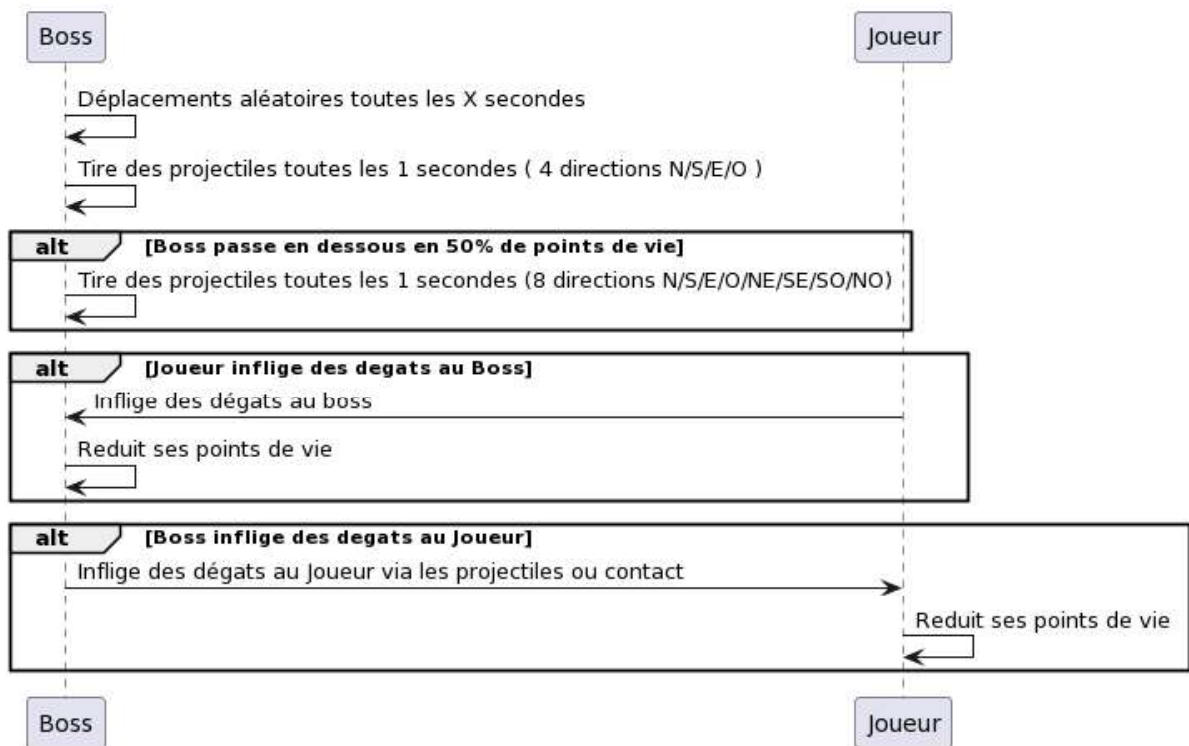 Boss Joueur
Déplacements aléatoires toutes les X secondes
Tire des projectiles toutes les 1 secondes ( 4 directions N/S/E/O )
alt [Boss passe en dessous en 50% de points de vie]
Tire des projectiles toutes les 1 secondes (8 directions N/S/E/O/NE/SE/SO/NO)
alt [Joueur inflige des degats au Boss]
Inflige des dégats au boss
Reduit ses points de vie
alt [Boss inflige des degats au Joueur]
Inflige des dégats au Joueur via les projectiles ou contact
Reduit ses points de vie
Boss Joueur